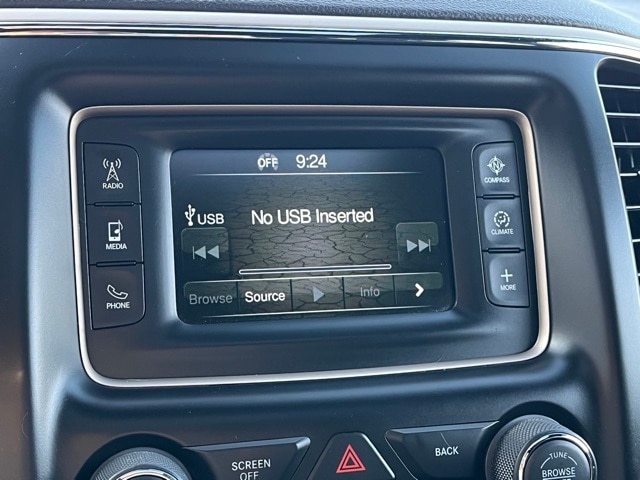 OFF 9:24
RADIO
COMPASS
USB No USB Inserted
MEDIA
CLIMATE
Browse Source Info
PHONE
MORE
SCREEN OFF
BACK
TUNE
BROWSE